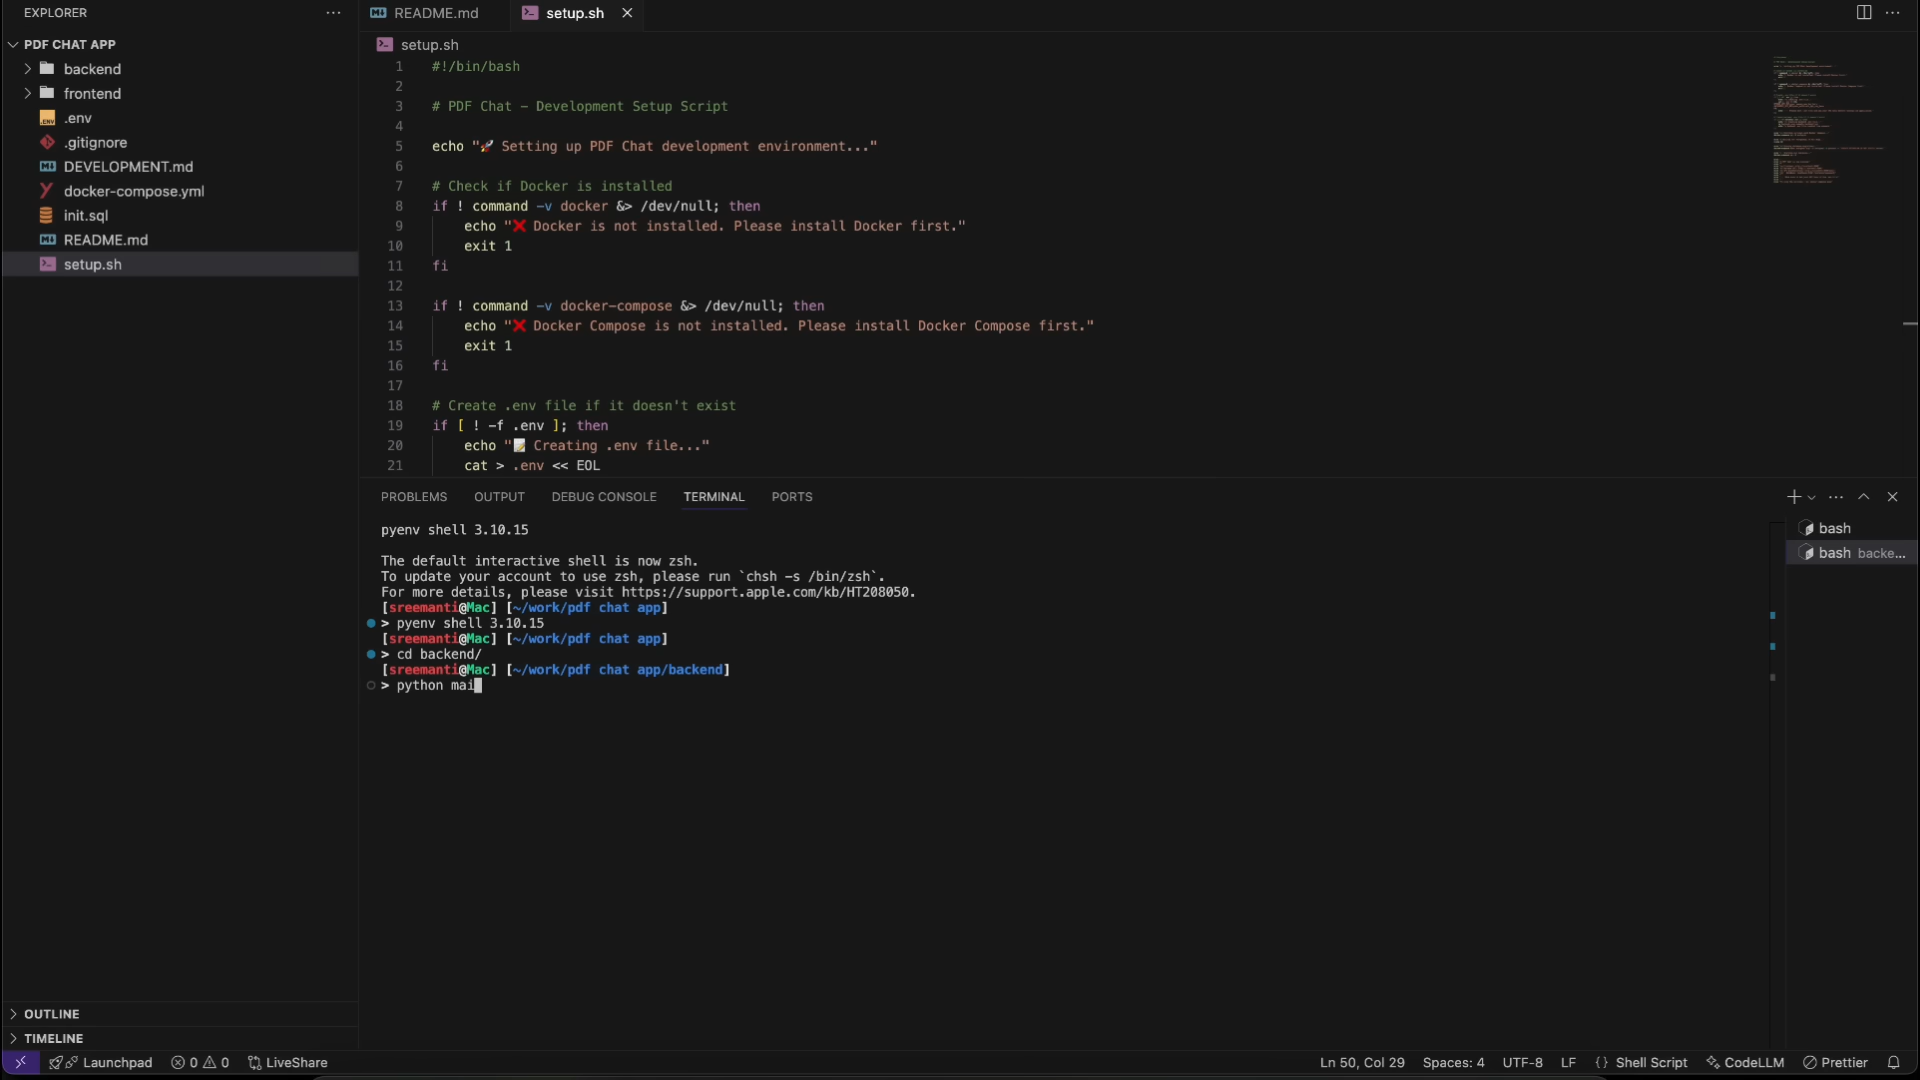 EXPLORER
PDF CHAT APP
backend
frontend
.env
.gitignore
DEVELOPMENT.md
docker-compose.yml
init.sql
README.md
setup.sh
OUTLINE
TIMELINE
README.md
setup.sh
setup.sh
1 #!/bin/bash
2
3 # PDF Chat – Development Setup Script
4
5 echo "🚀 Setting up PDF Chat development environment..."
6
7 # Check if Docker is installed
8 if ! command -v docker &> /dev/null; then
9 echo "❌ Docker is not installed. Please install Docker first."
10 exit 1
11 fi
12
13 if ! command -v docker-compose &> /dev/null; then
14 echo "❌ Docker Compose is not installed. Please install Docker Compose first."
15 exit 1
16 fi
17
18 # Create .env file if it doesn't exist
19 if [ ! -f .env ]; then
20 echo "📝 Creating .env file..."
21 cat > .env << EOL
PROBLEMS OUTPUT DEBUG CONSOLE TERMINAL PORTS
pyenv shell 3.10.15
The default interactive shell is now zsh.
To update your account to use zsh, please run `chsh -s /bin/zsh`.
For more details, please visit https://support.apple.com/kb/HT208050.
[sreemanti@Mac] [~/work/pdf chat app]
> pyenv shell 3.10.15
[sreemanti@Mac] [~/work/pdf chat app]
> cd backend/
[sreemanti@Mac] [~/work/pdf chat app/backend]
> python mai
bash
bash backe...
Launchpad 0 0 LiveShare Ln 50, Col 29 Spaces: 4 UTF-8 LF {} Shell Script CodeLLM Prettier